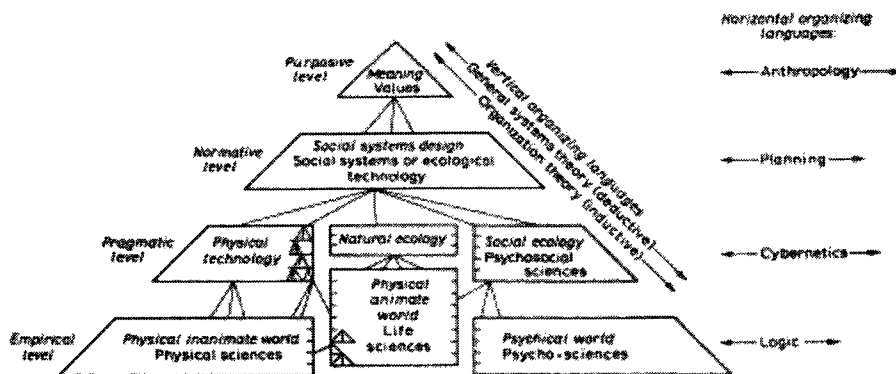 Horizontal organizing
languages:
Purposive
level
Meaning
Values
Vertical organizing languages
General systems theory (deductive)
Organization theory (inductive)
Anthropology
Normative
level
Social systems design
Social systems or ecological
technology
Planning
Pragmatic
level
Physical
technology
Natural ecology
Social ecology
Psychosocial
sciences
Cybernetics
Physical
animate
world
Life
sciences
Empirical
level
Physical inanimate world
Physical sciences
Psychical world
Psycho-sciences
Logic